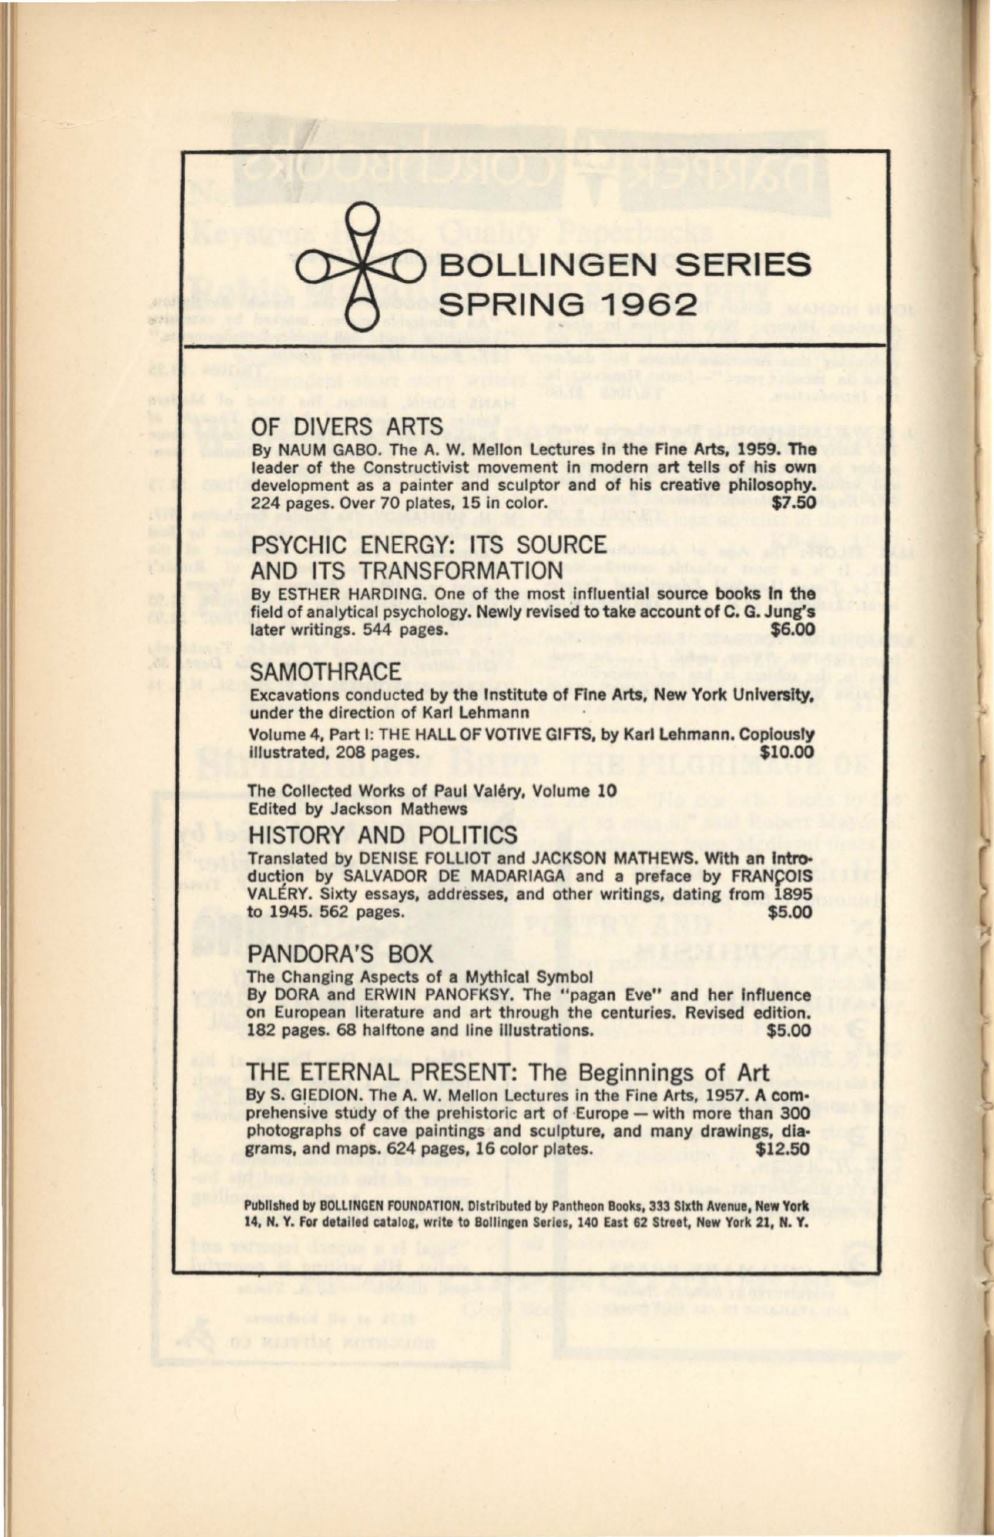 BOLLINGEN SERIES
SPRING 1962
OF DIVERS ARTS
By NAUM GABO. The A. W. Mellon Lectures in the Fine Arts, 1959. The
leader of the Constructivist movement in modern art tells of his own
development as a painter and sculptor and of his creative philosophy.
224 pages. Over 70 plates, 15 in color. $7.50
PSYCHIC ENERGY: ITS SOURCE
AND ITS TRANSFORMATION
By ESTHER HARDING. One of the most influential source books in the
field of analytical psychology. Newly revised to take account of C. G. Jung's
later writings. 544 pages. $6.00
SAMOTHRACE
Excavations conducted by the Institute of Fine Arts, New York University,
under the direction of Karl Lehmann
Volume 4, Part I: THE HALL OF VOTIVE GIFTS, by Karl Lehmann. Copiously
illustrated, 208 pages. $10.00
The Collected Works of Paul Valéry, Volume 10
Edited by Jackson Mathews
HISTORY AND POLITICS
Translated by DENISE FOLLIOT and JACKSON MATHEWS. With an Intro-
duction by SALVADOR DE MADARIAGA and a preface by FRANÇOIS
VALÉRY. Sixty essays, addresses, and other writings, dating from 1895
to 1945. 562 pages. $5.00
PANDORA'S BOX
The Changing Aspects of a Mythical Symbol
By DORA and ERWIN PANOFKSY. The "pagan Eve" and her influence
on European literature and art through the centuries. Revised edition.
182 pages. 68 halftone and line illustrations. $5.00
THE ETERNAL PRESENT: The Beginnings of Art
By S. GIEDION. The A. W. Mellon Lectures in the Fine Arts, 1957. A com-
prehensive study of the prehistoric art of Europe — with more than 300
photographs of cave paintings and sculpture, and many drawings, dia-
grams, and maps. 624 pages, 16 color plates. $12.50
Published by BOLLINGEN FOUNDATION. Distributed by Pantheon Books, 333 Sixth Avenue, New York
14, N. Y. For detailed catalog, write to Bollingen Series, 140 East 62 Street, New York 21, N. Y.